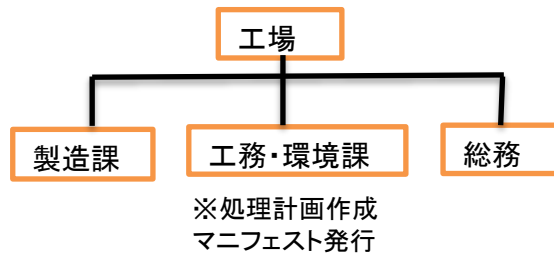 工場
製造課
工務・環境課
総務
※処理計画作成
マニフェスト発行